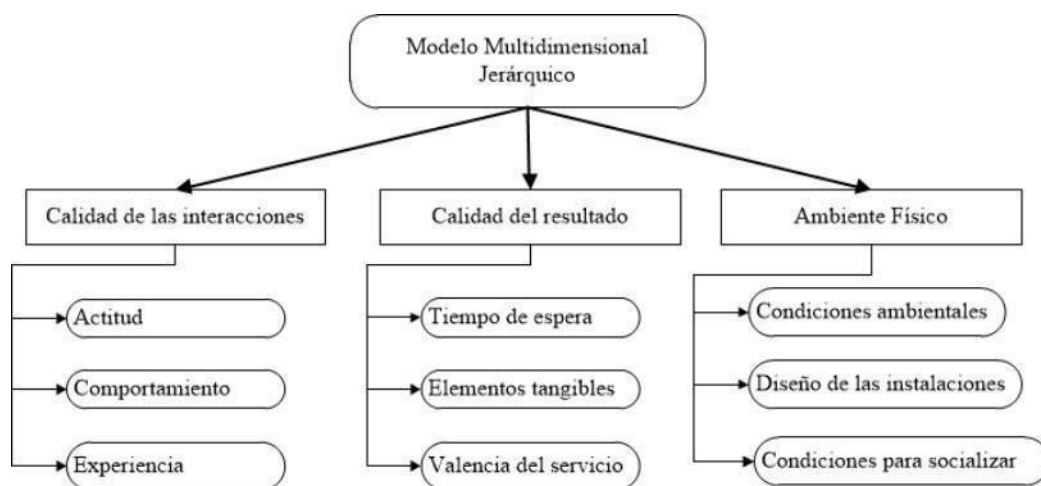 Modelo Multidimensional
Jerárquico
Calidad de las interacciones
Actitud
Comportamiento
Experiencia
Calidad del resultado
Tiempo de espera
Elementos tangibles
Valencia del servicio
Ambiente Físico
Condiciones ambientales
Diseño de las instalaciones
Condiciones para socializar